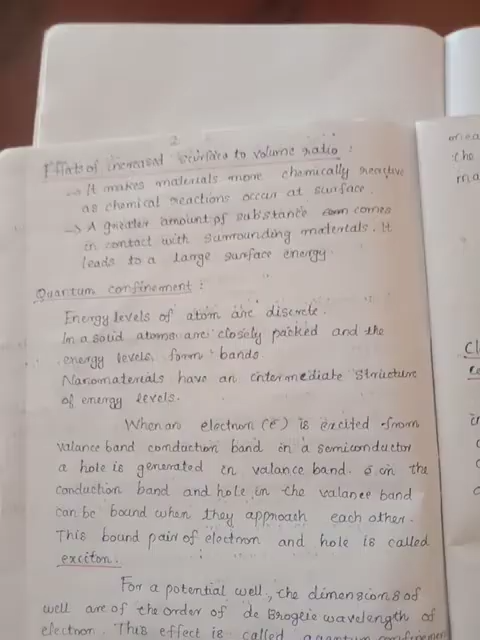 2
Effects of increased surface to volume ratio :
→ It makes materials more chemically reactive
as chemical reactions occur at surface.
→ A greater amount of substance comes
in contact with surrounding materials. It
leads to a large surface energy.
Quantum confinement :
Energy levels of atom are discrete.
In a solid atoms are closely packed and the
energy levels form bands.
Nanomaterials have an intermediate structure
of energy levels.
When an electron (e⁻) is excited from
valance band conduction band in a semiconductor
a hole is generated in valance band. in the
conduction band and hole in the valance band
can be bound when they approach each other.
This bound pair of electron and hole is called
exciton.
For a potential well, the dimensions of
well are of the order of de Brogeie wavelength of
electron. This effect is called quantum
the